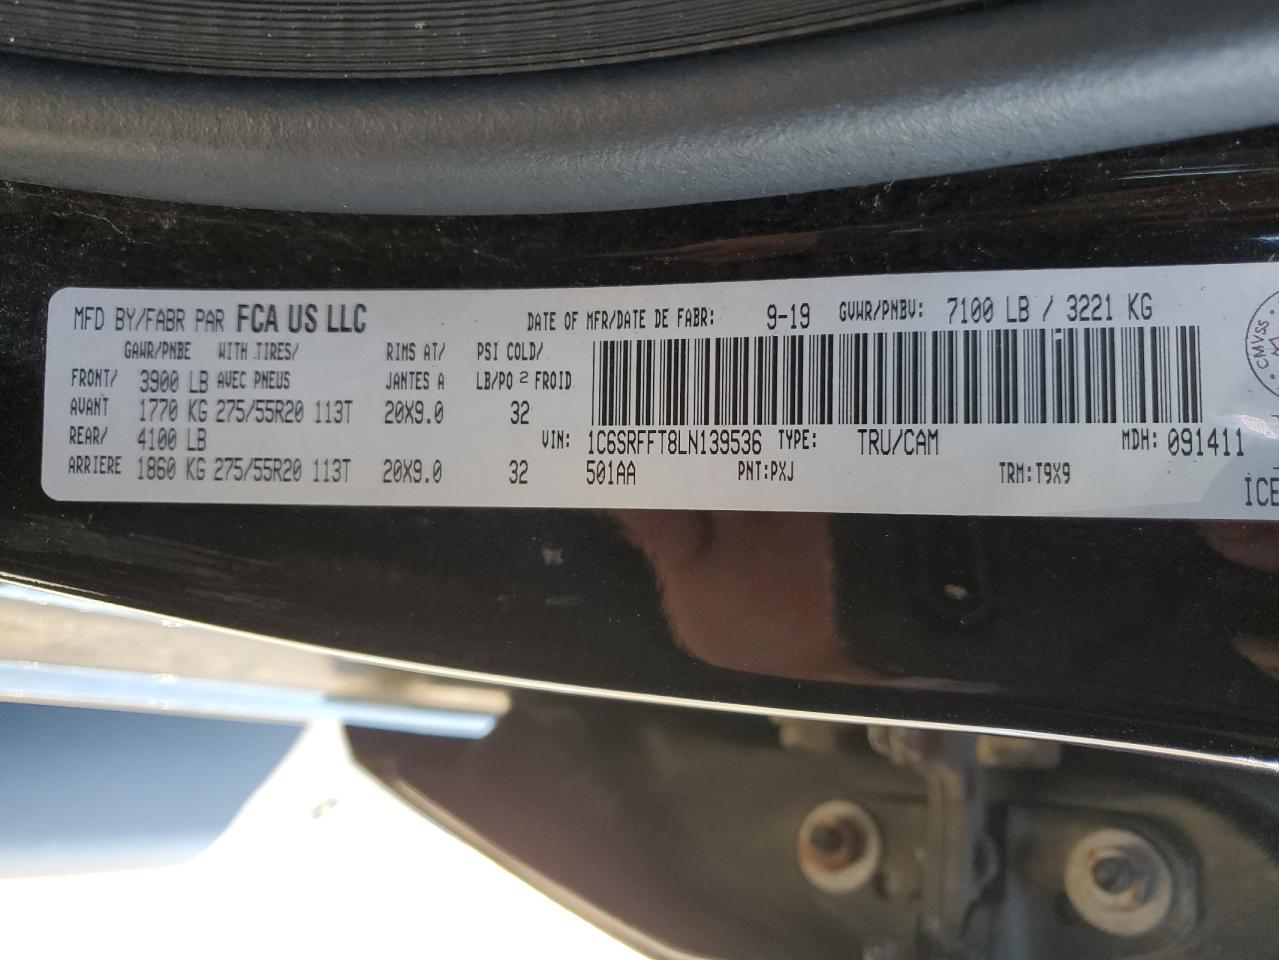 MFD BY/FABR PAR FCA US LLC DATE OF MFR/DATE DE FABR: 9-19 GVWR/PNBV: 7100 LB / 3221 KG
GAWR/PNBE WITH TIRES/ RIMS AT/ PSI COLD/
FRONT/ 3900 LB AVEC PNEUS JANTES A LB/PO 2 FROID
AVANT 1770 KG 275/55R20 113T 20X9.0 32
REAR/ 4100 LB VIN: 1C6SRFFT8LN139536 TYPE: TRU/CAM MDH: 091411
ARRIERE 1860 KG 275/55R20 113T 20X9.0 32 501AA PNT:PXJ TRM:T9X9
CMVSS